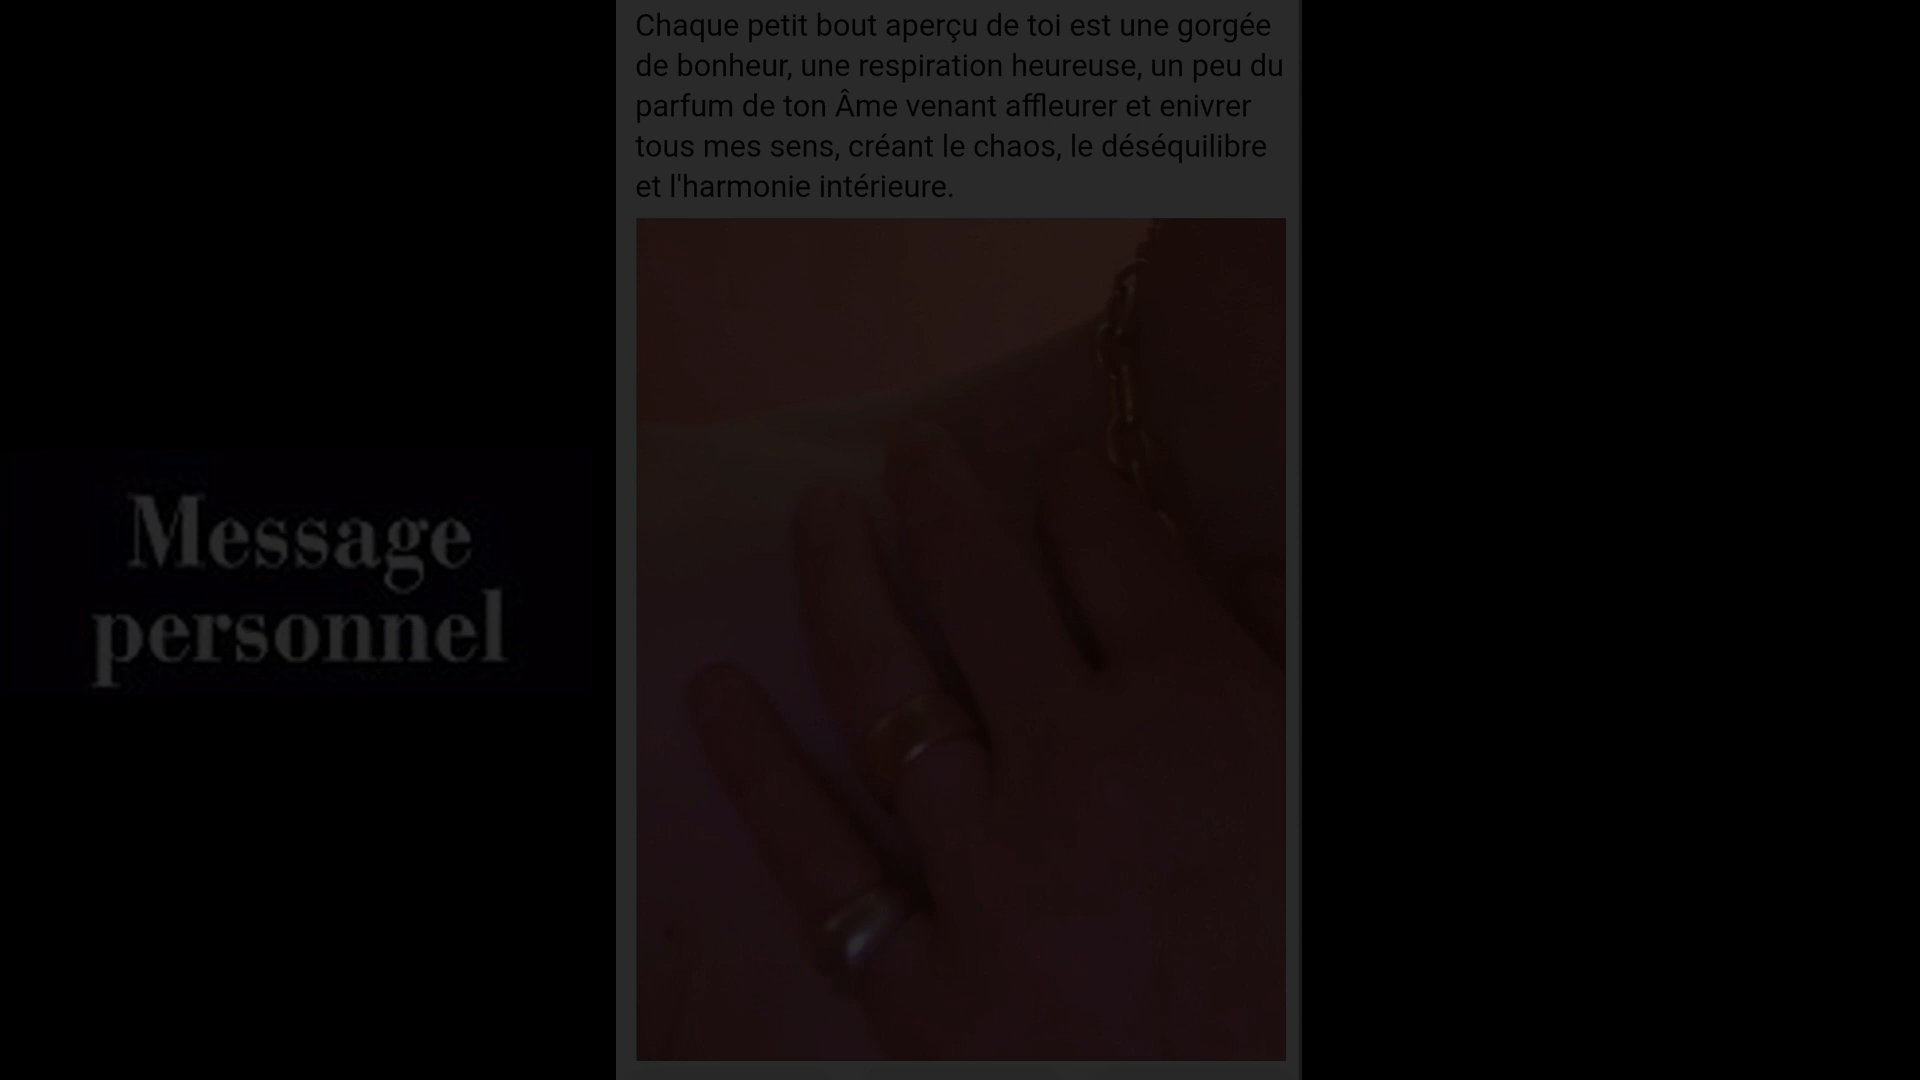 Chaque petit bout aperçu de toi est une gorgée
de bonheur, une respiration heureuse, un peu du
parfum de ton Âme venant affleurer et enivrer
tous mes sens, créant le chaos, le déséquilibre
et l'harmonie intérieure.
Message
personnel